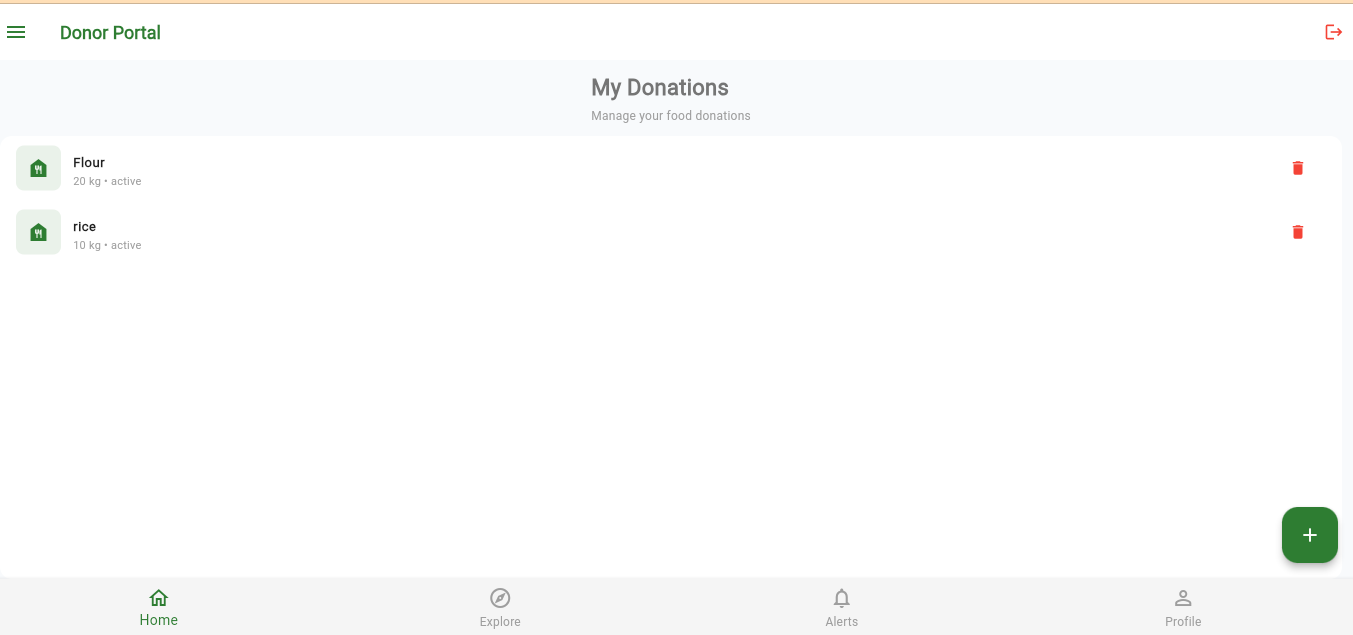 Donor Portal
My Donations
Manage your food donations
Flour
20 kg • active
rice
10 kg • active
Home
Explore
Alerts
Profile